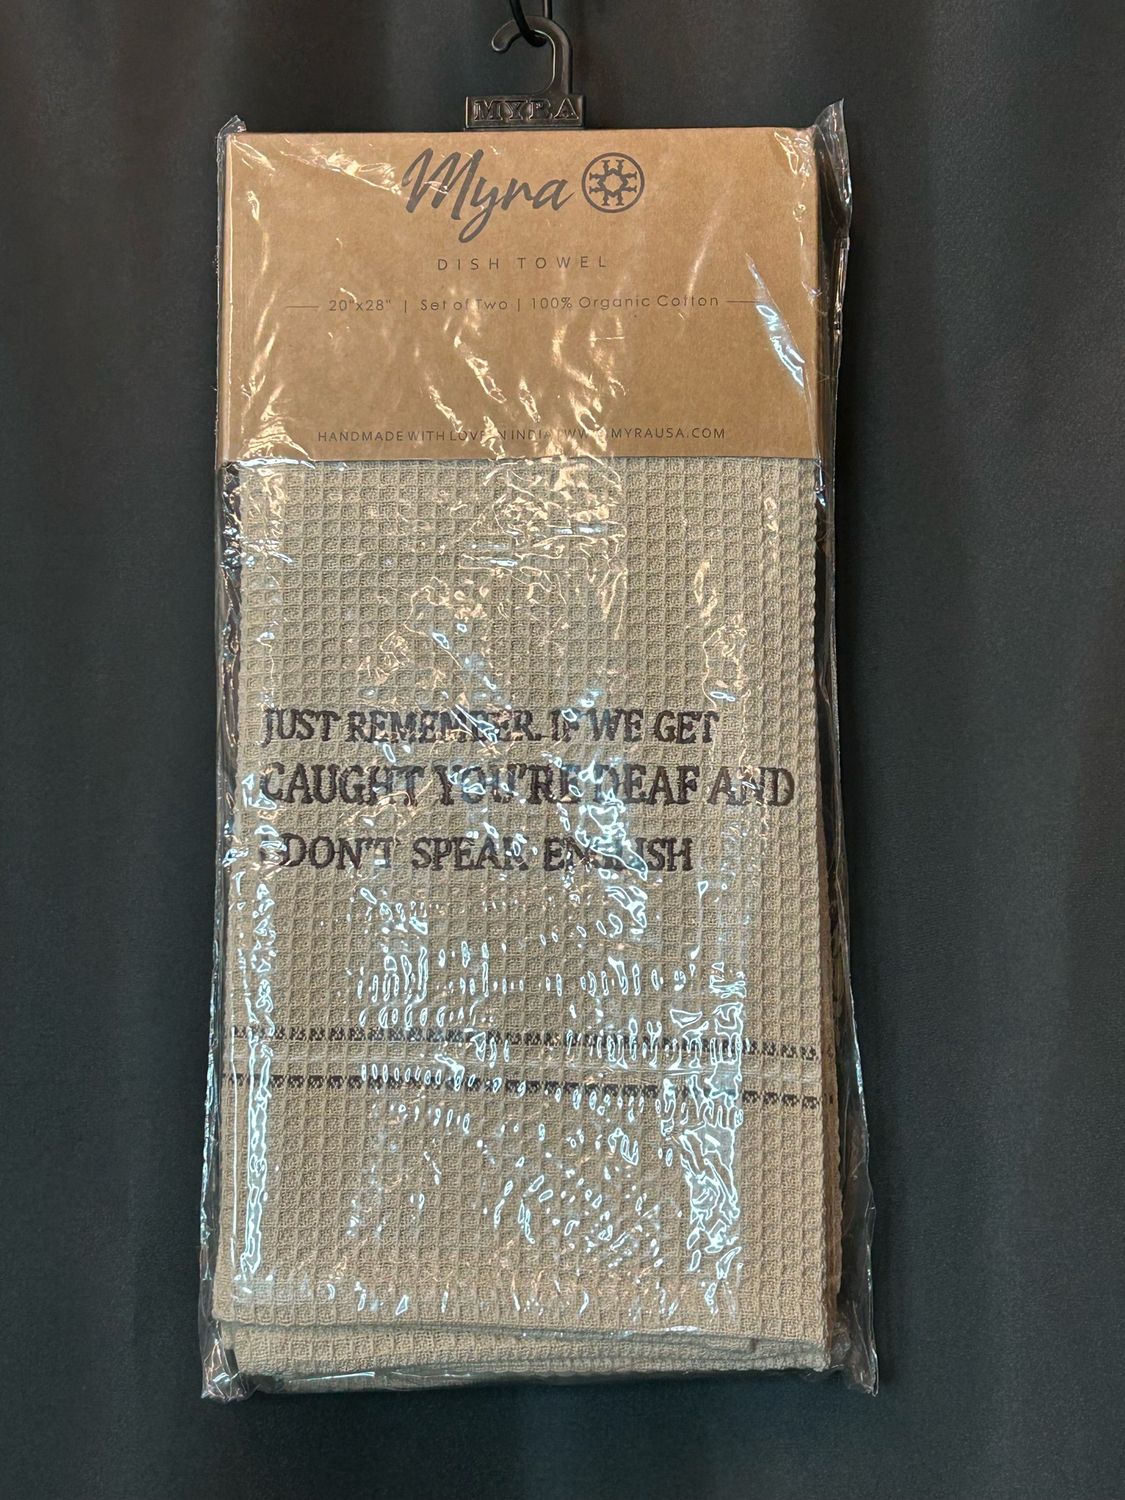 MYRA
Myra
DISH TOWEL
20"x28" | Set of Two | 100% Organic Cotton
HANDMADE WITH LOVE IN INDIA | WWW.MYRAUSA.COM
JUST REMEMBER. IF WE GET
CAUGHT YOU'RE DEAF AND
I DON'T SPEAK ENGLISH